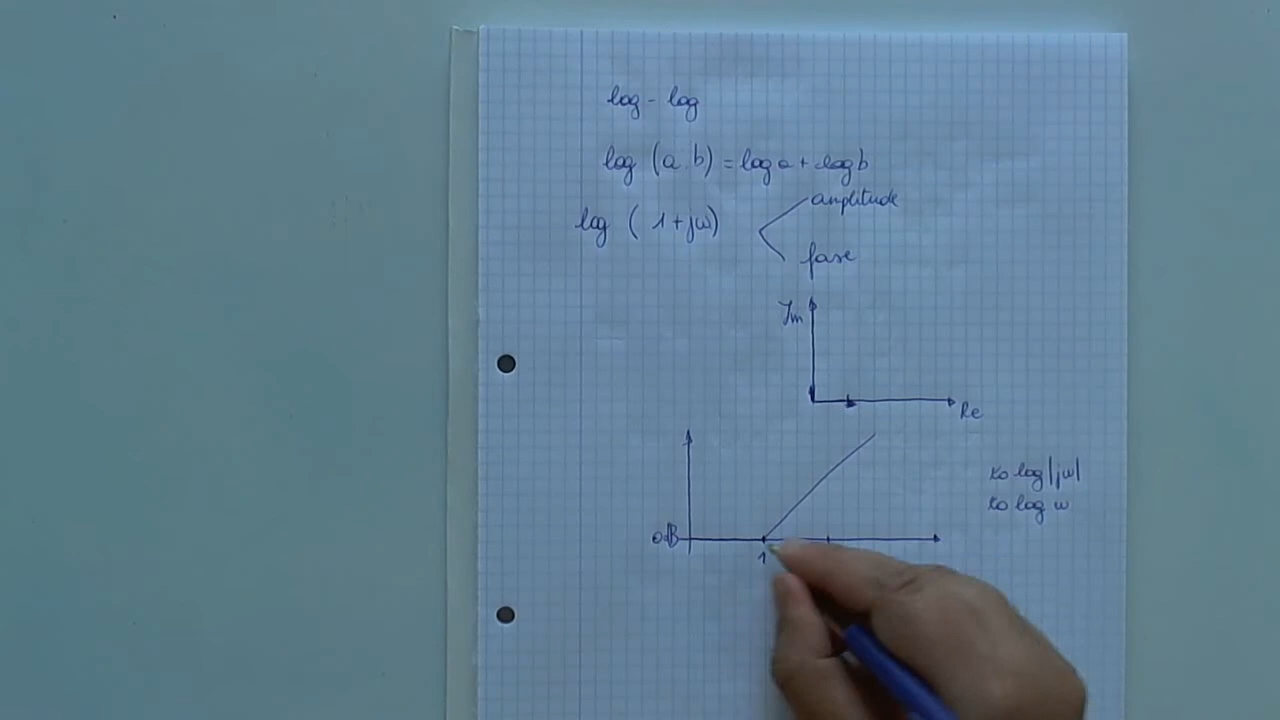 log - log
log (a.b) = log a + log b
log ( 1 + jω)
amplitude
fase
Im
Re
20 log |jω|
20 log ω
0dB
1